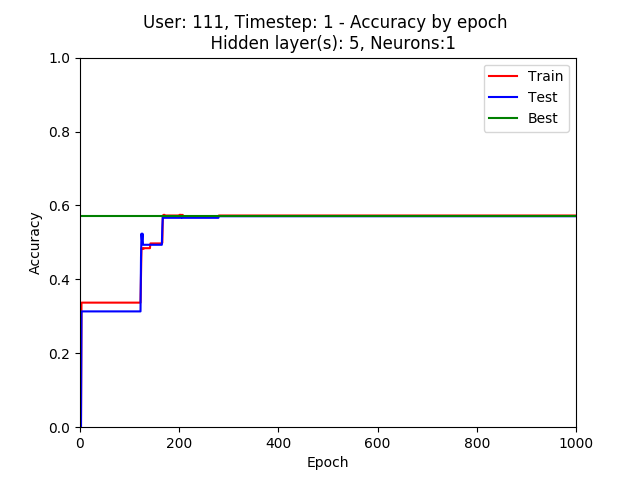 User: 111, Timestep: 1 - Accuracy by epoch
Hidden layer(s): 5, Neurons:1
1.0
0.8
0.6
0.4
0.2
0.0
Accuracy
Train
Test
Best
0 200 400 600 800 1000
Epoch